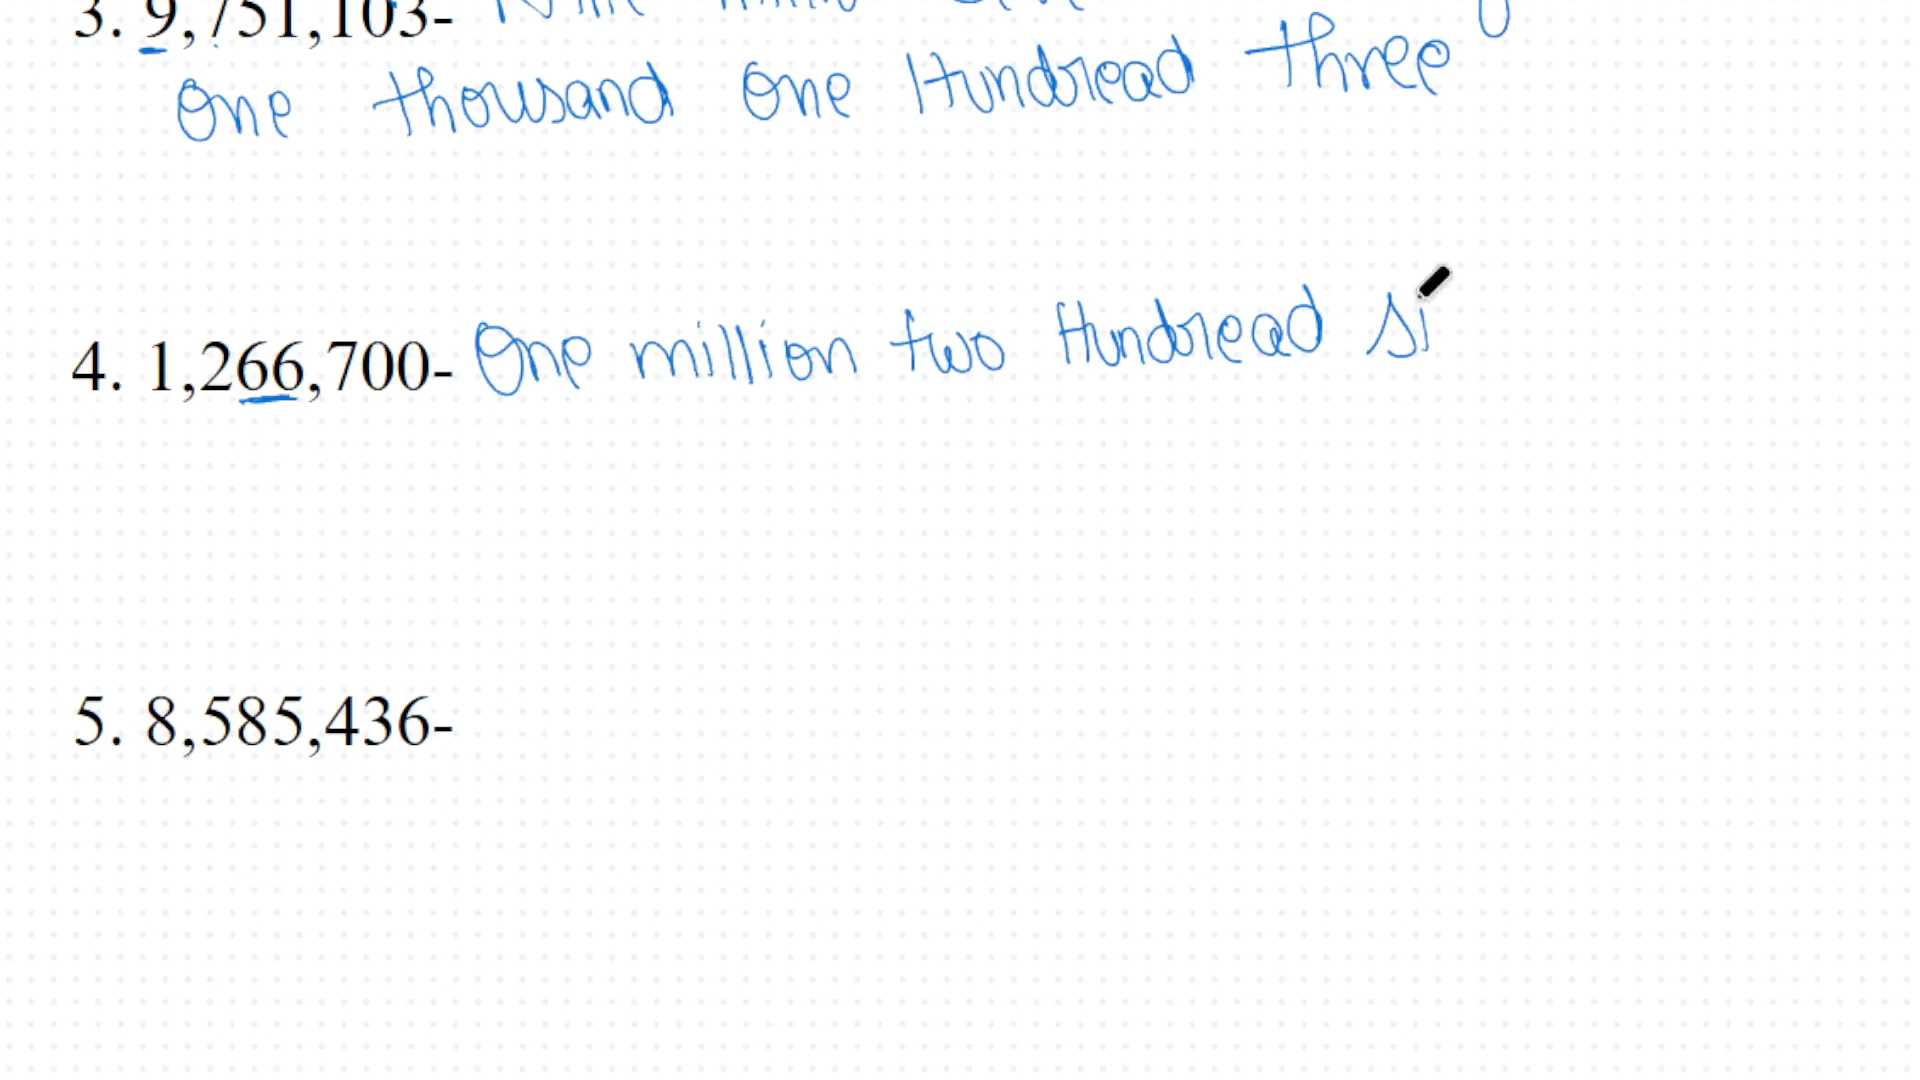 3. 9,751,103-
One thousand One Hundread three
4. 1,266,700- One million two Hundread si
5. 8,585,436-